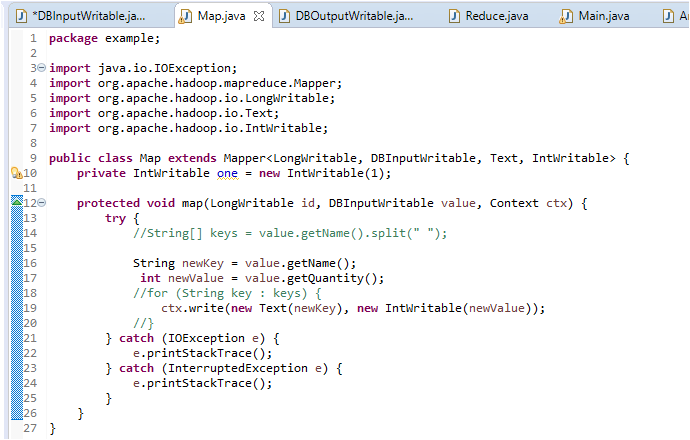 *DBInputWritable.ja... Map.java DBOutputWritable.ja... Reduce.java Main.java
1 package example;
2
3 import java.io.IOException;
4 import org.apache.hadoop.mapreduce.Mapper;
5 import org.apache.hadoop.io.LongWritable;
6 import org.apache.hadoop.io.Text;
7 import org.apache.hadoop.io.IntWritable;
8
9 public class Map extends Mapper<LongWritable, DBInputWritable, Text, IntWritable> {
10     private IntWritable one = new IntWritable(1);
11
12     protected void map(LongWritable id, DBInputWritable value, Context ctx) {
13         try {
14             //String[] keys = value.getName().split(" ");
15
16             String newKey = value.getName();
17              int newValue = value.getQuantity();
18             //for (String key : keys) {
19                 ctx.write(new Text(newKey), new IntWritable(newValue));
20             //}
21         } catch (IOException e) {
22             e.printStackTrace();
23         } catch (InterruptedException e) {
24             e.printStackTrace();
25         }
26     }
27 }